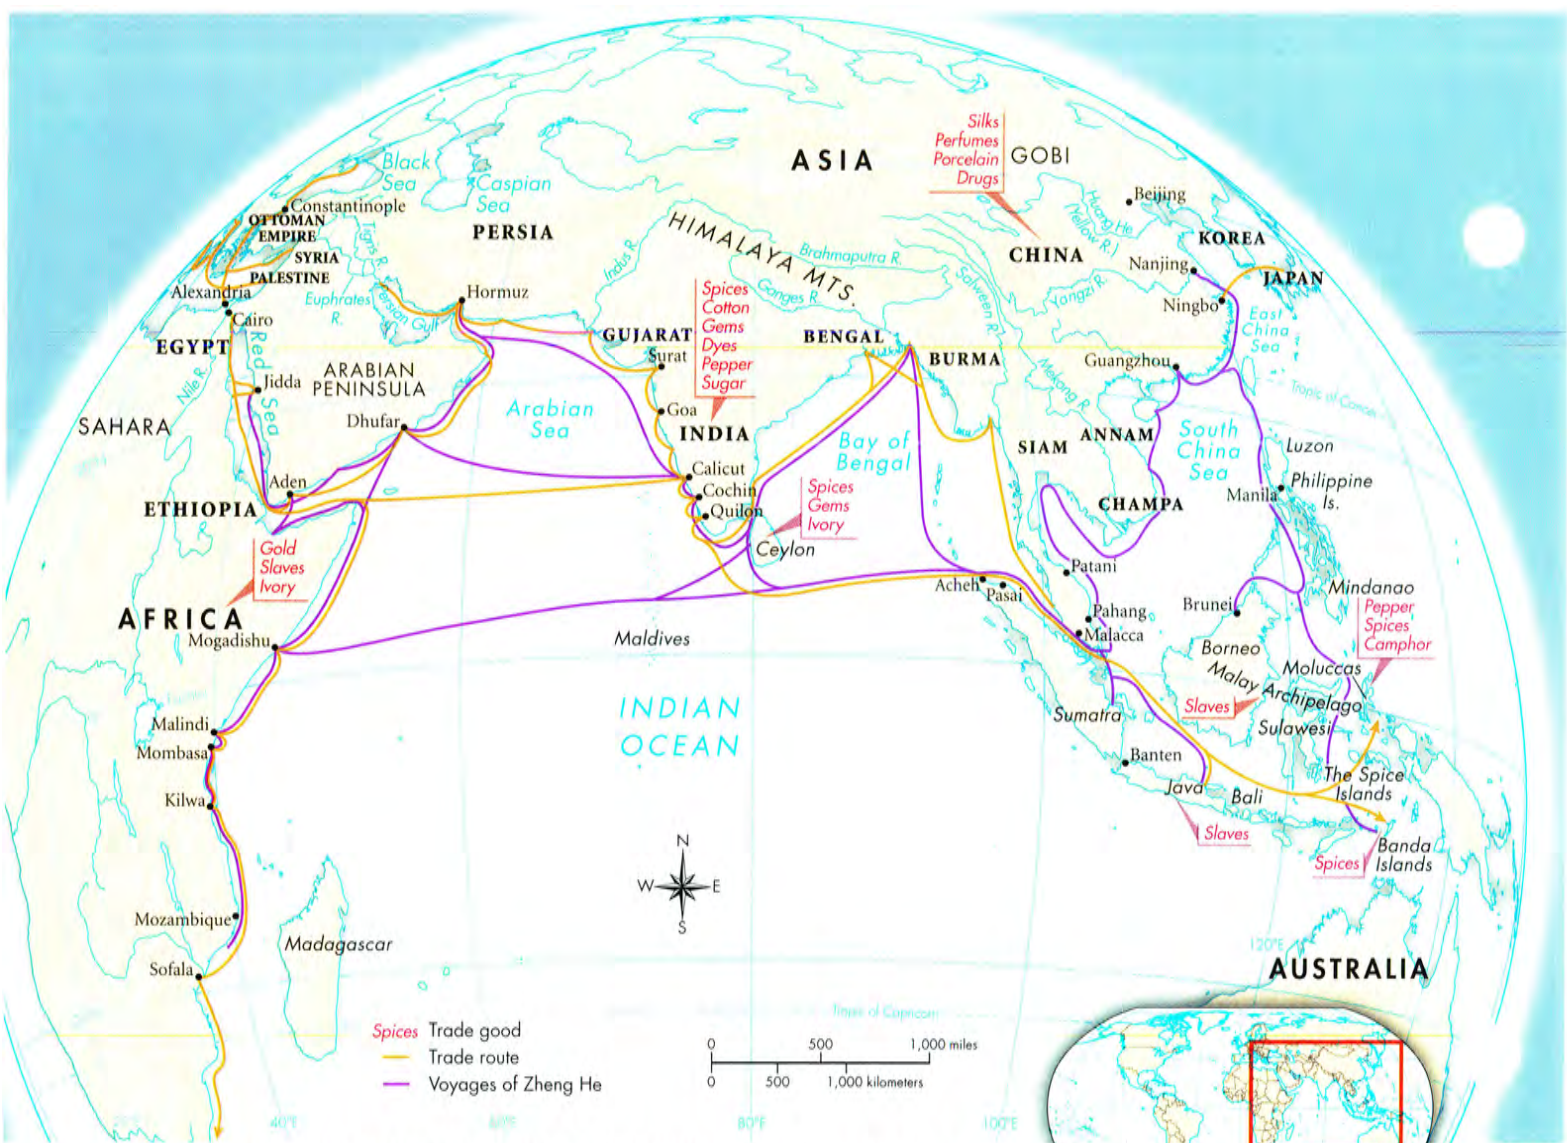 Silks
Perfumes
Porcelain
Drugs
GOBI
ASIA
Black
Sea
Caspian
Sea
Constantinople
OTTOMAN
EMPIRE
SYRIA
PALESTINE
Tigris R.
Euphrates
R.
Persian Gulf
PERSIA
HIMALAYA MTS.
Indus R.
Brahmaputra R.
Ganges R.
Salween R.
Mekong R.
Huang He
(Yellow R.)
Yangzi R.
Beijing
KOREA
CHINA
Nanjing
JAPAN
Ningbo
East
China
Sea
Alexandria
Cairo
EGYPT
Nile R.
Red Sea
Jidda
ARABIAN
PENINSULA
Hormuz
GUJARAT
Surat
Spices
Cotton
Gems
Dyes
Pepper
Sugar
BENGAL
BURMA
Guangzhou
Tropic of Cancer
SAHARA
Dhufar
Arabian
Sea
Goa
INDIA
Bay of
Bengal
SIAM
ANNAM
South
China
Sea
Luzon
Philippine
Is.
Manila
Aden
ETHIOPIA
Calicut
Cochin
Quilon
Spices
Gems
Ivory
Ceylon
CHAMPA
Gold
Slaves
Ivory
AFRICA
Mogadishu
Maldives
Acheh
Pasai
Patani
Pahang
Malacca
Brunei
Mindanao
Pepper
Spices
Camphor
Borneo
Moluccas
Malay Archipelago
Slaves
Sulawesi
Sumatra
INDIAN
OCEAN
Malindi
Mombasa
Kilwa
Banten
Java
Bali
The Spice
Islands
Slaves
Spices
Banda
Islands
N
W
E
S
Mozambique
Madagascar
Sofala
120°E
AUSTRALIA
Tropic of Capricorn
Spices Trade good
Trade route
Voyages of Zheng He
0 500 1,000 miles
0 500 1,000 kilometers
40°E
60°E
80°E
100°E